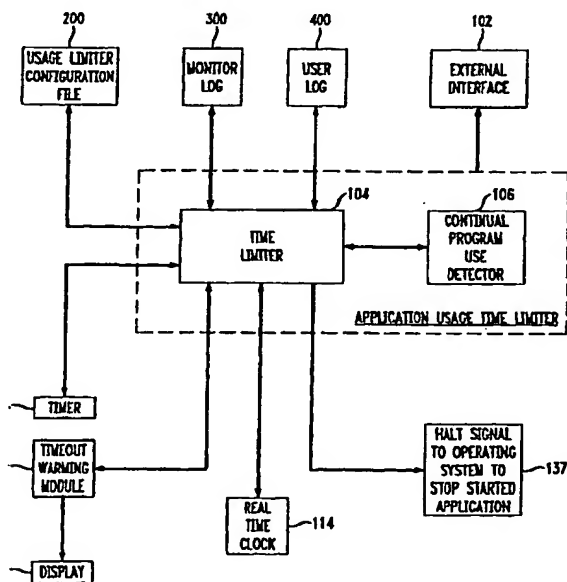 200
300
400
102
USAGE LIMITER
CONFIGURATION
FILE
MONITOR
LOG
USER
LOG
EXTERNAL
INTERFACE
104
106
TIME
LIMITER
CONTINUAL
PROGRAM
USE
DETECTOR
APPLICATION USAGE TIME LIMITER
TIMER
TIMEOUT
WARMING
MODULE
DISPLAY
REAL
TIME
CLOCK
114
HALT SIGNAL
TO OPERATING
SYSTEM TO
STOP STARTED
APPLICATION
137